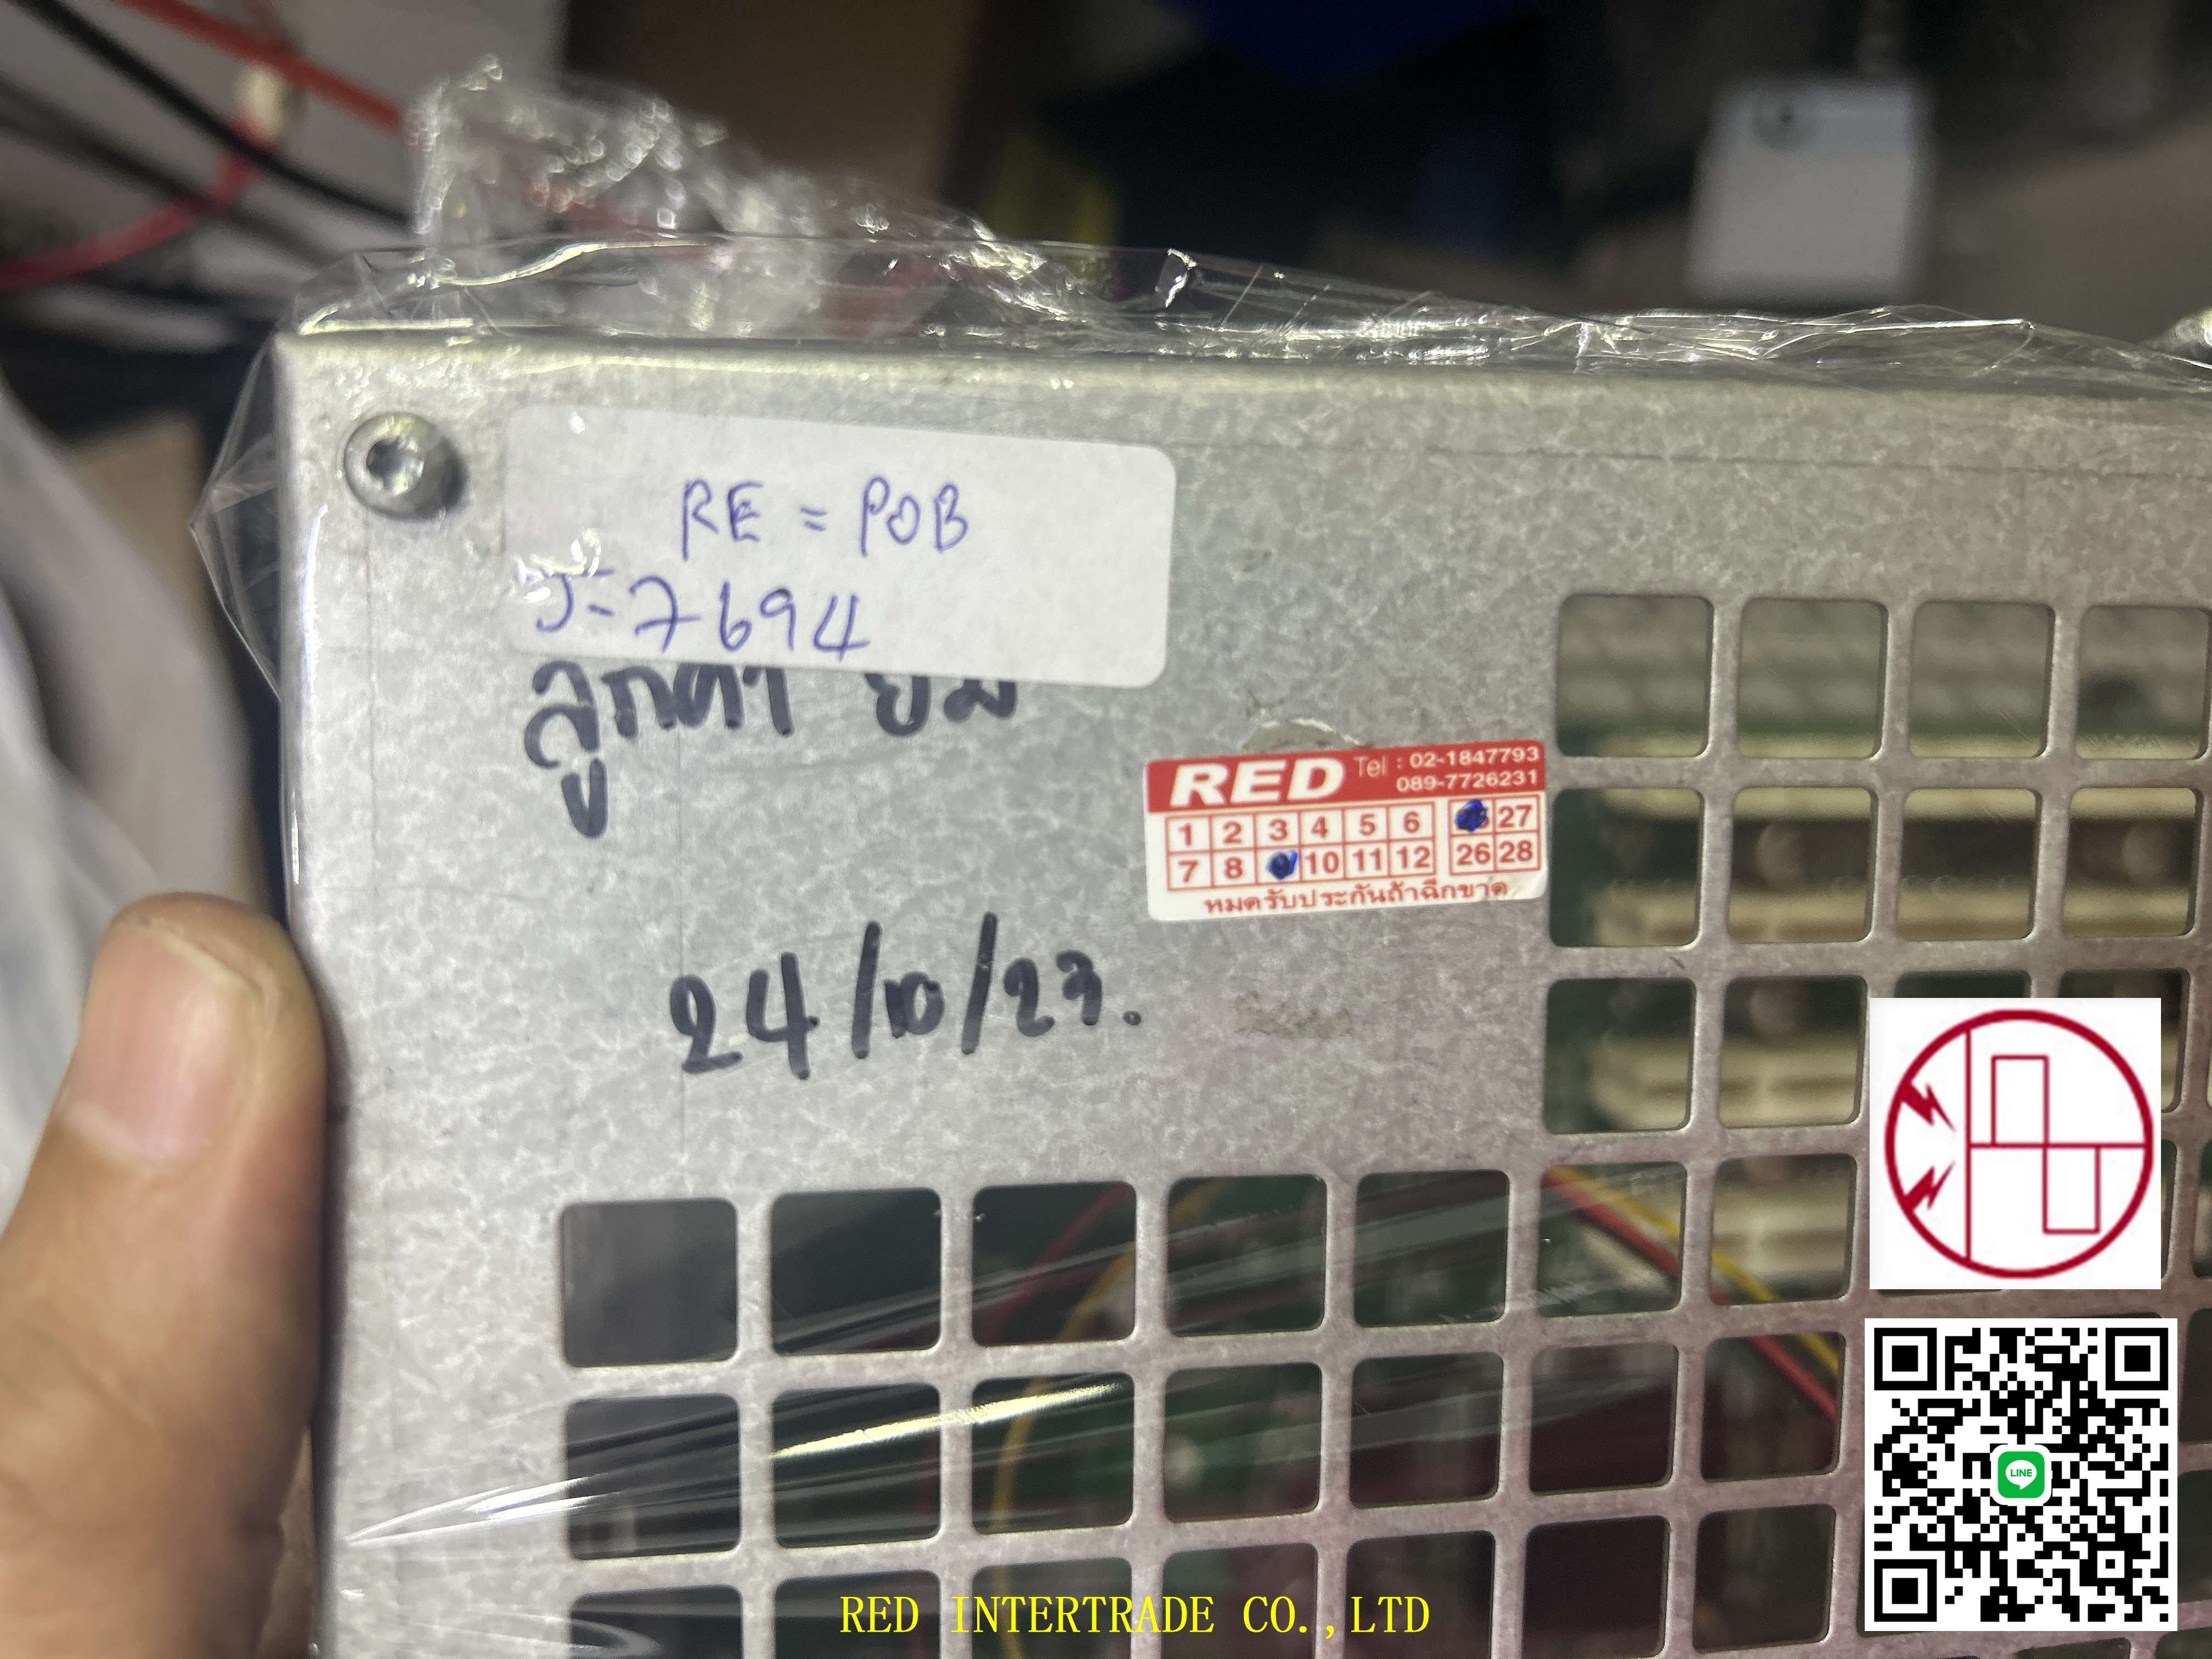 RE = POB
J=7694
ลูกค้า ยืม
RED Tel : 02-1847793
089-7726231
1 2 3 4 5 6 27
7 8 9 10 11 12 26 28
หมดรับประกันถ้าฉีกขาด
24/10/23.
LINE
RED INTERTRADE CO.,LTD